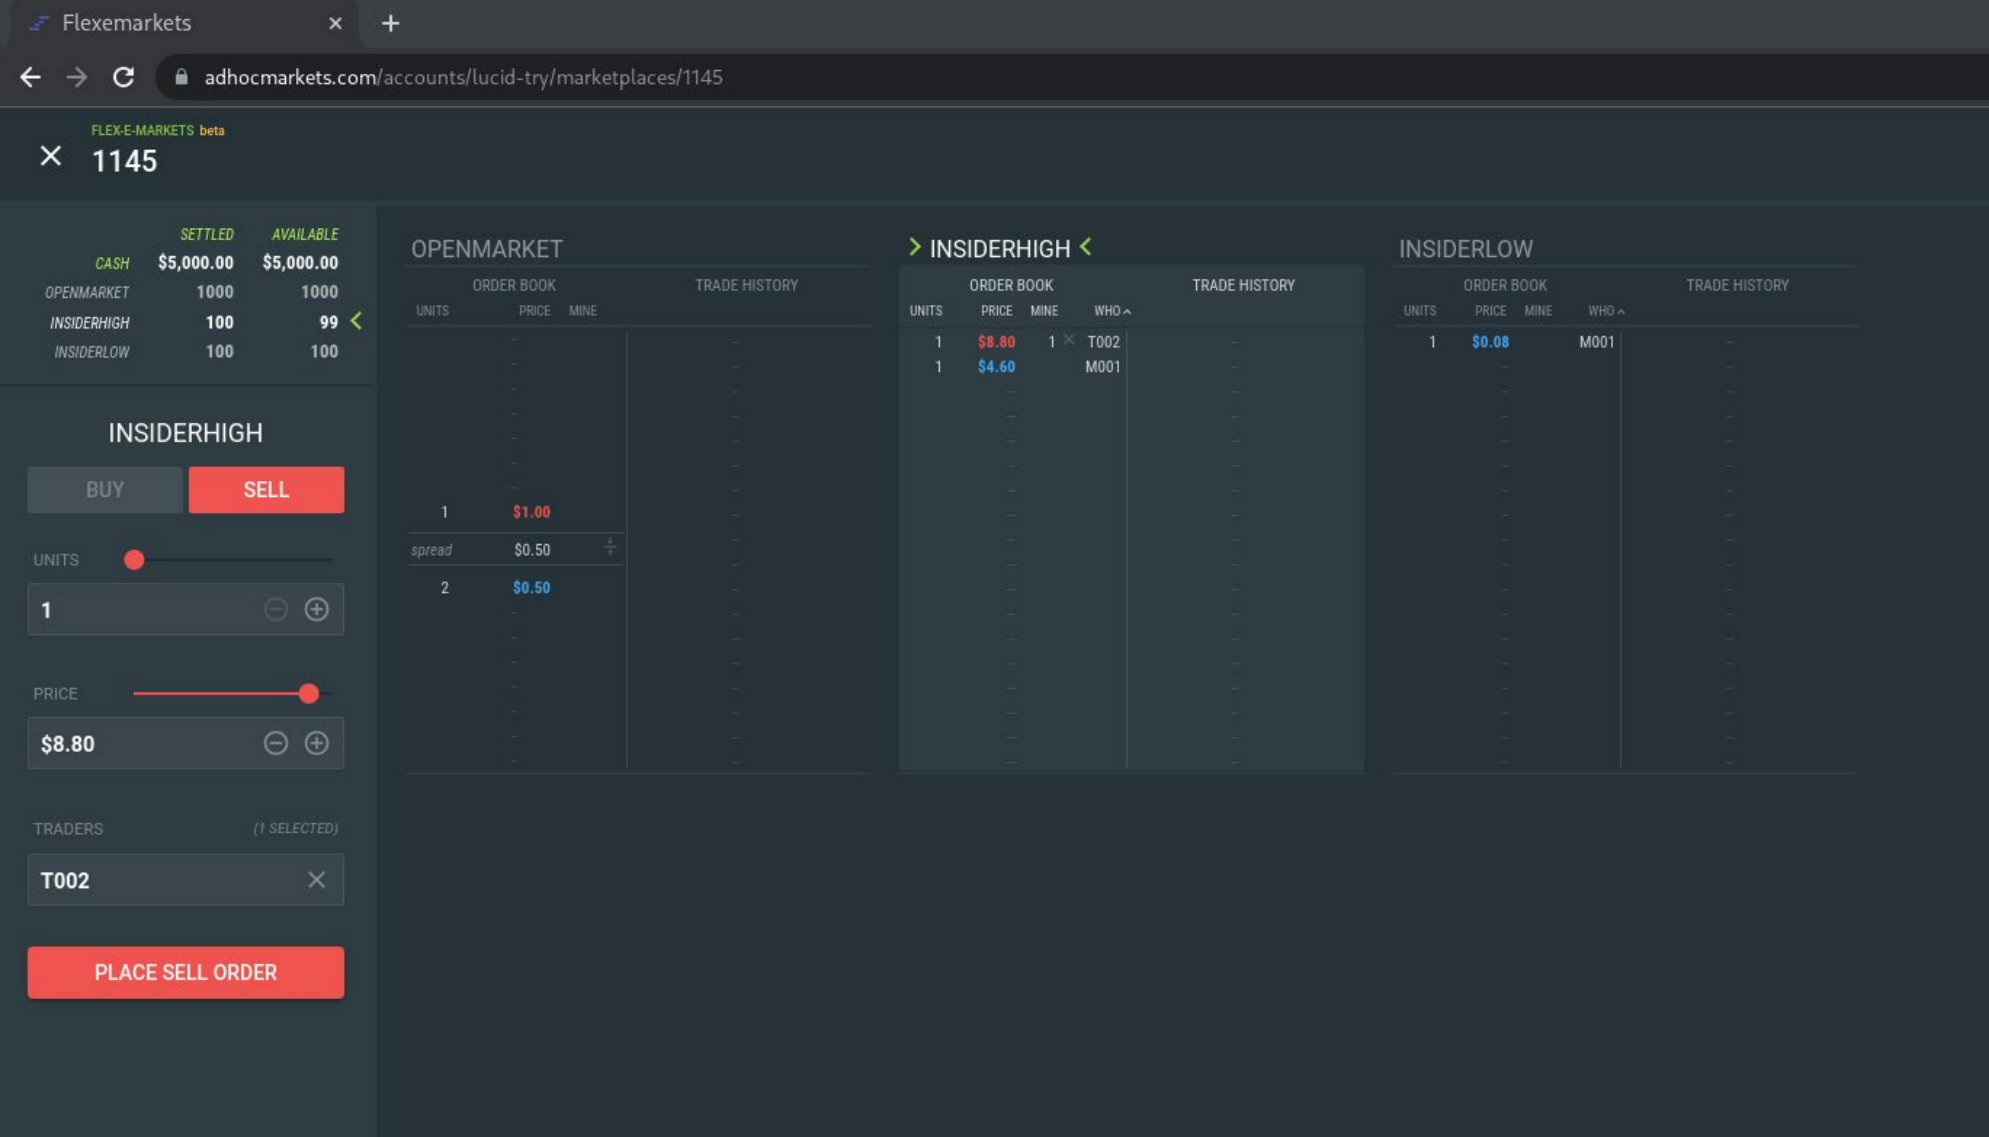 Flexemarkets
adhocmarkets.com/accounts/lucid-try/marketplaces/1145
FLEX-E-MARKETS beta
1145
SETTLED AVAILABLE
CASH $5,000.00 $5,000.00
OPENMARKET 1000 1000
INSIDERHIGH 100 99 <
INSIDERLOW 100 100
INSIDERHIGH
BUY SELL
UNITS
1
PRICE
$8.80
TRADERS (1 SELECTED)
T002
PLACE SELL ORDER
OPENMARKET
ORDER BOOK TRADE HISTORY
UNITS PRICE MINE
1 $1.00
spread $0.50
2 $0.50
> INSIDERHIGH <
ORDER BOOK TRADE HISTORY
UNITS PRICE MINE WHO
1 $8.80 1 × T002
1 $4.60 M001
INSIDERLOW
ORDER BOOK TRADE HISTORY
UNITS PRICE MINE WHO
1 $0.08 M001